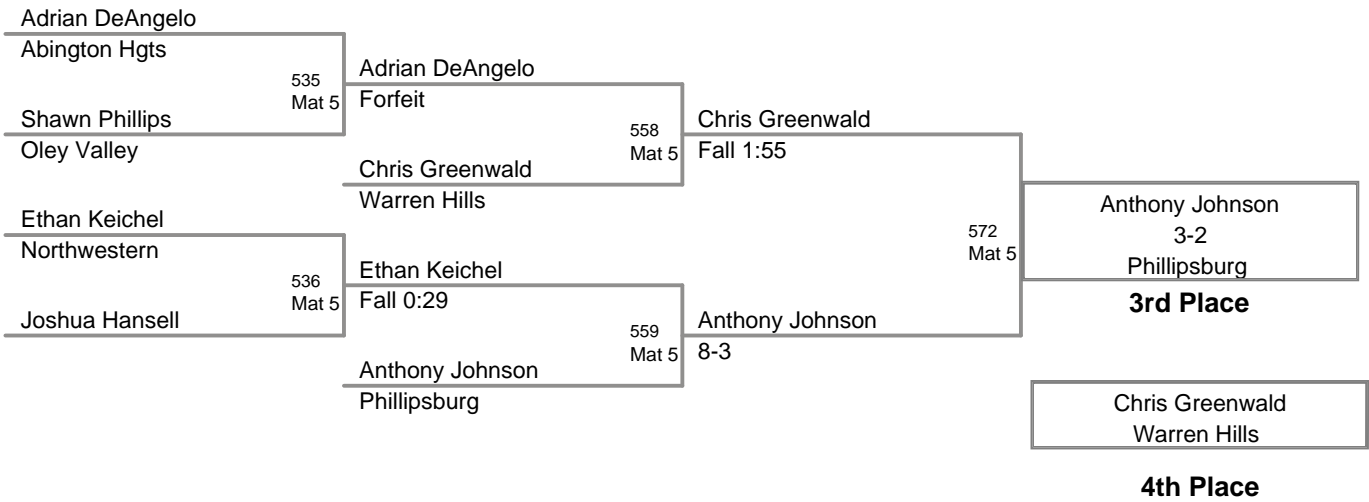 Adrian DeAngelo
Abington Hgts
535
Mat 5
Shawn Phillips
Oley Valley
Adrian DeAngelo
Forfeit
558
Mat 5
Chris Greenwald
Warren Hills
Chris Greenwald
Fall 1:55
Ethan Keichel
Northwestern
536
Mat 5
Joshua Hansell
Ethan Keichel
Fall 0:29
559
Mat 5
Anthony Johnson
Phillipsburg
Anthony Johnson
8-3
572
Mat 5
Anthony Johnson
3-2
Phillipsburg
3rd Place
Chris Greenwald
Warren Hills
4th Place